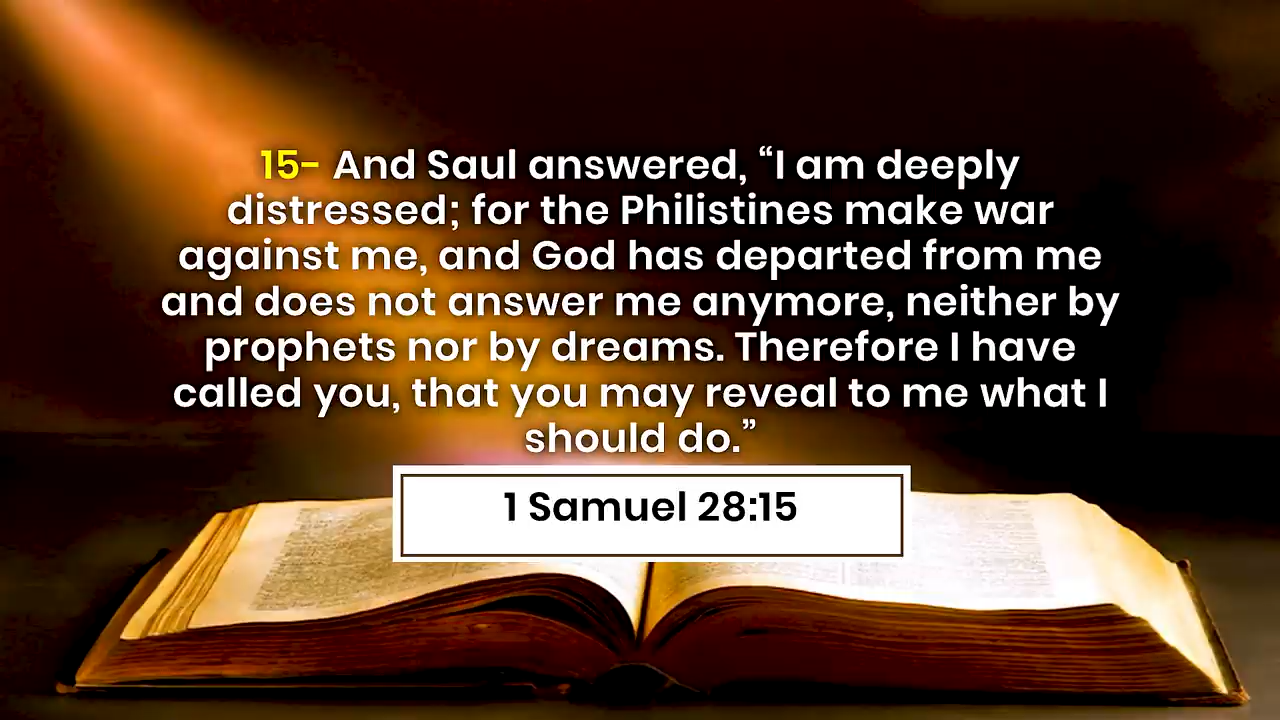 15- And Saul answered, “I am deeply
distressed; for the Philistines make war
against me, and God has departed from me
and does not answer me anymore, neither by
prophets nor by dreams. Therefore I have
called you, that you may reveal to me what I
should do.”
1 Samuel 28:15